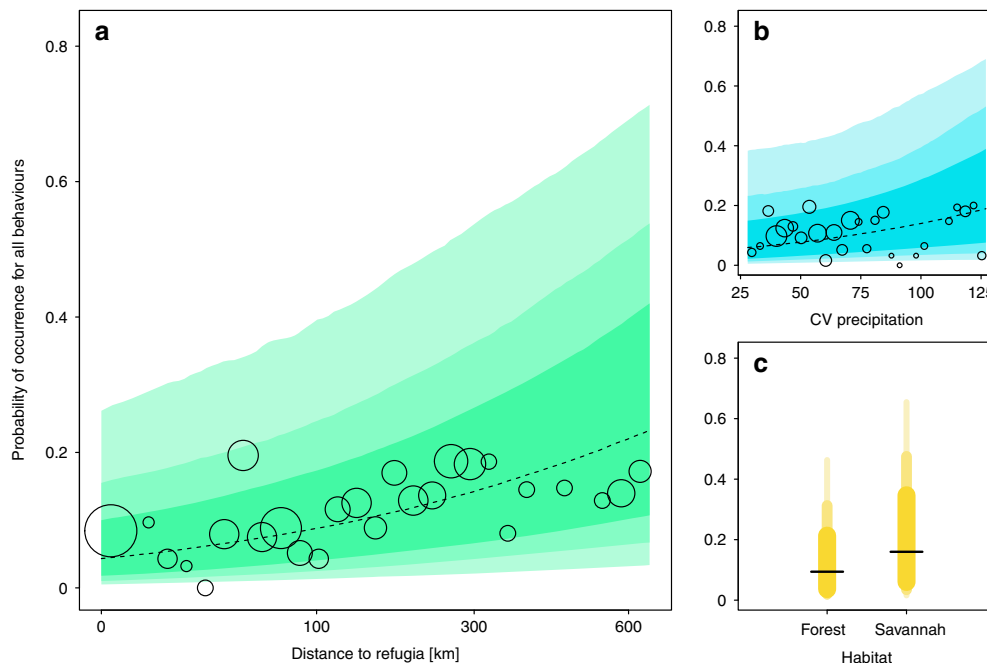 a
0.8
0.6
0.4
0.2
0
Probability of occurrence for all behaviours
0 100 300 600
Distance to refugia [km]
b
0.8
0.6
0.4
0.2
0
25 50 75 100 125
CV precipitation
c
0.8
0.6
0.4
0.2
0
Forest Savannah
Habitat